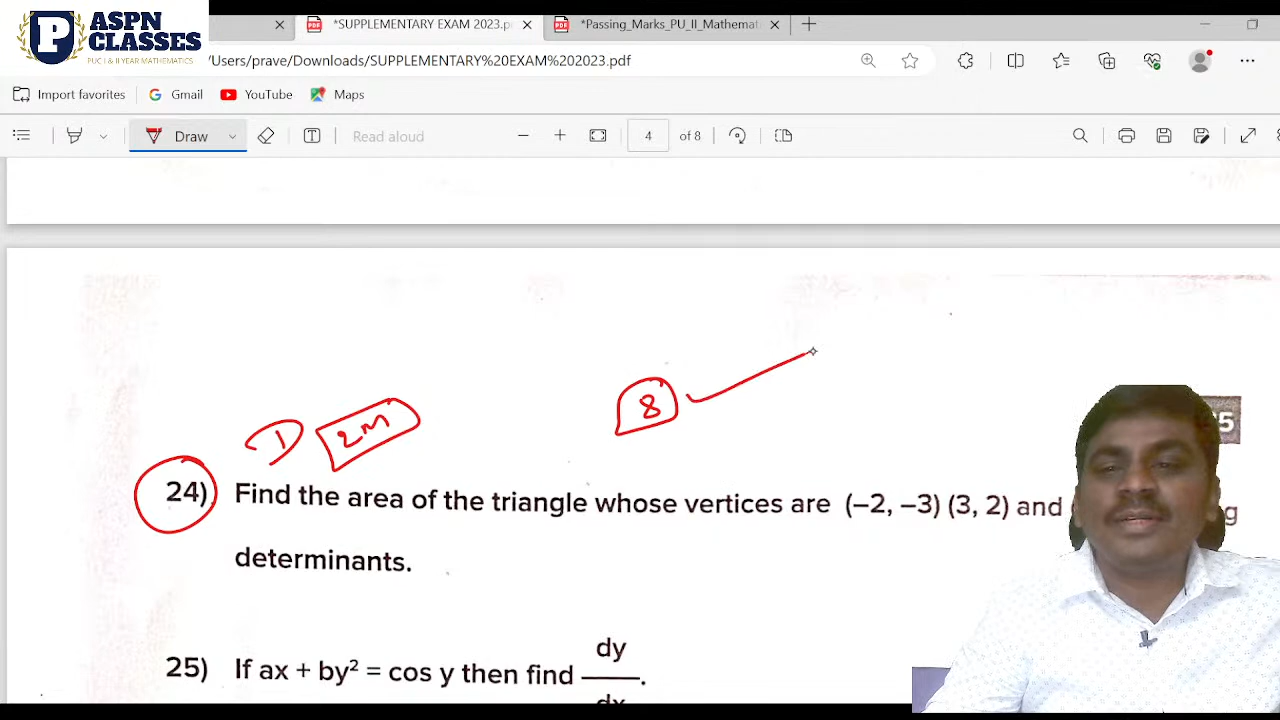 ASPN
CLASSES
PUC I & II YEAR MATHEMATICS
*SUPPLEMENTARY EXAM 2023.p
*Passing_Marks_PU_II_Mathemat
/Users/prave/Downloads/SUPPLEMENTARY%20EXAM%202023.pdf
Import favorites
Gmail
YouTube
Maps
Draw
Read aloud
4 of 8
8
1 2M
5
24) Find the area of the triangle whose vertices are (−2, −3) (3, 2) and
g
determinants.
25) If ax + by² = cos y then find dy
dx